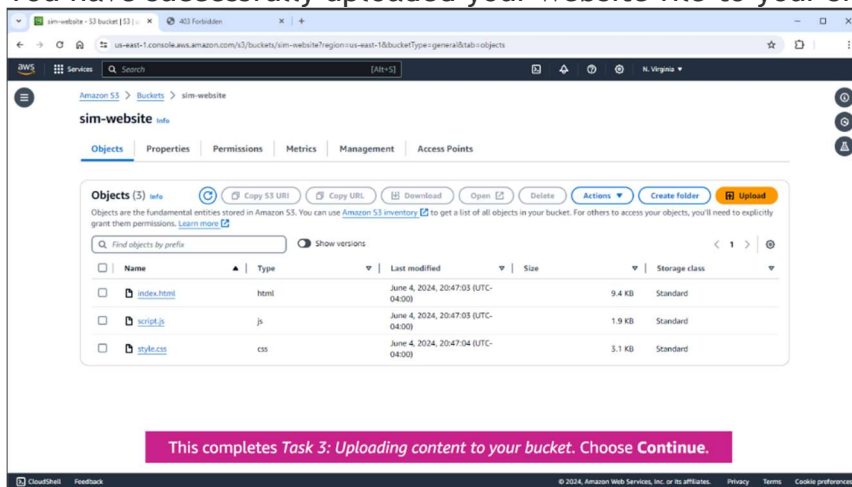 sim-website - S3 bucket | S3 | us
403 Forbidden
us-east-1.console.aws.amazon.com/s3/buckets/sim-website?region=us-east-1&bucketType=general&tab=objects
aws
Services
Search
[Alt+S]
N. Virginia
Amazon S3 > Buckets > sim-website
sim-website Info
Objects
Properties
Permissions
Metrics
Management
Access Points
Objects (3) Info
Copy S3 URI
Copy URL
Download
Open
Delete
Actions
Create folder
Upload
Objects are the fundamental entities stored in Amazon S3. You can use Amazon S3 inventory to get a list of all objects in your bucket. For others to access your objects, you'll need to explicitly
grant them permissions. Learn more
Find objects by prefix
Show versions
1
Name Type Last modified Size Storage class
index.html html June 4, 2024, 20:47:03 (UTC-04:00) 9.4 KB Standard
script.js js June 4, 2024, 20:47:03 (UTC-04:00) 1.9 KB Standard
style.css css June 4, 2024, 20:47:04 (UTC-04:00) 3.1 KB Standard
This completes Task 3: Uploading content to your bucket. Choose Continue.
CloudShell
Feedback
© 2024, Amazon Web Services, Inc. or its affiliates.
Privacy
Terms
Cookie preferences